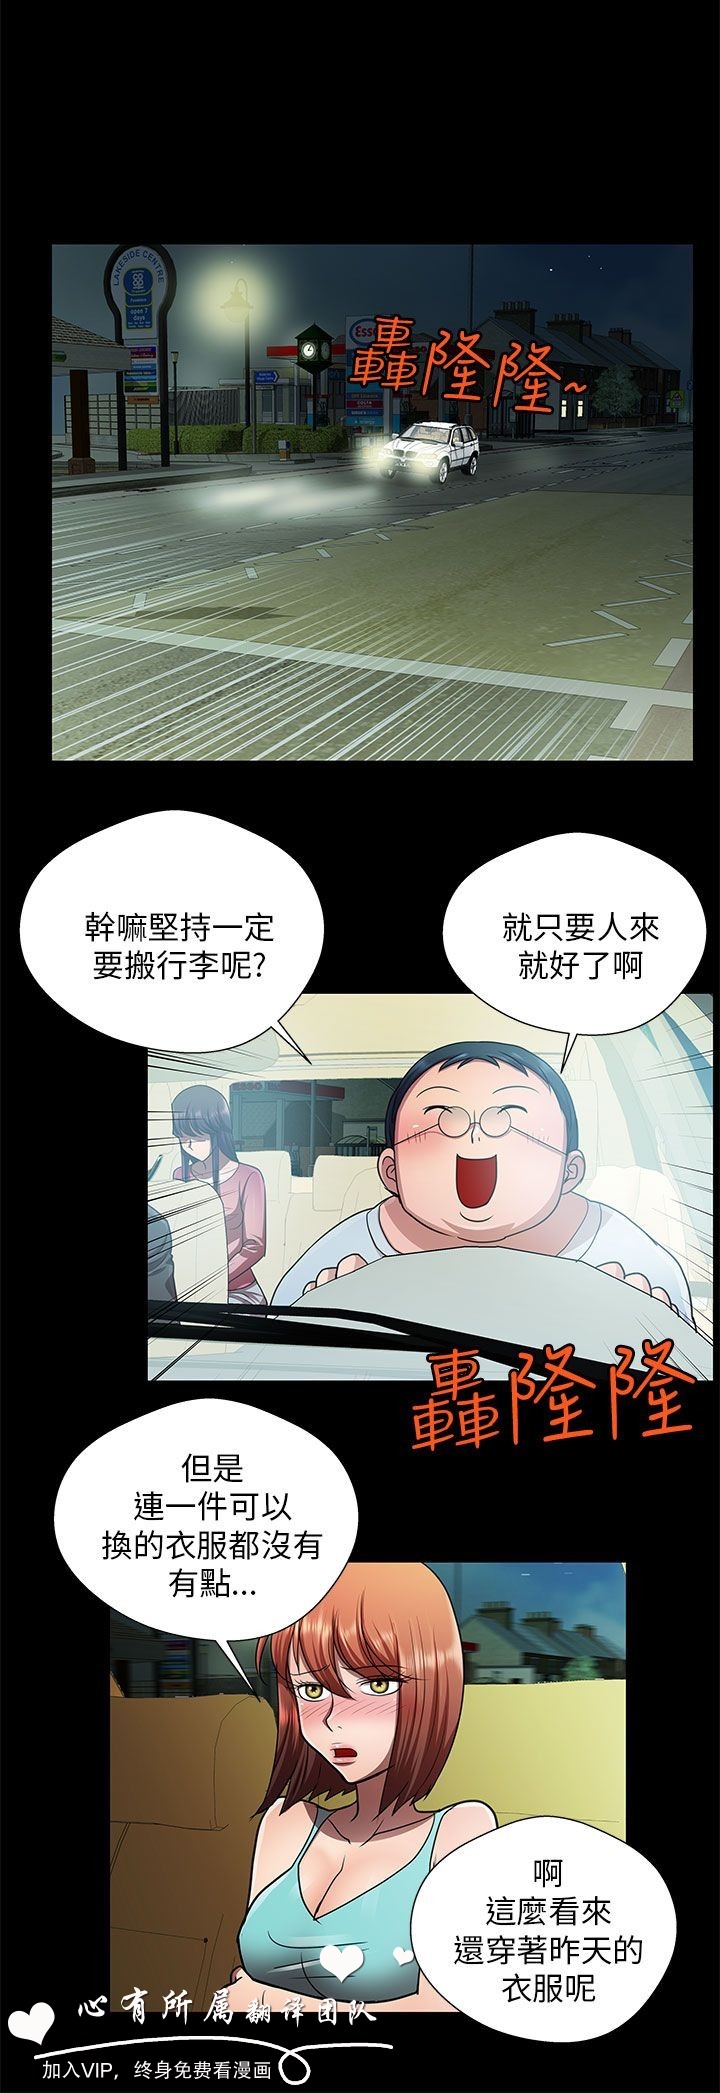 LAKESIDE CENTRE
open 7
days
Esso
轟隆隆~
幹嘛堅持一定
要搬行李呢?
就只要人來
就好了啊
ESSO
轟隆隆
但是
連一件可以
換的衣服都沒有
有點...
啊
這麼看來
還穿著昨天的
衣服呢
心有所属翻译团队
加入VIP，终身免费看漫画